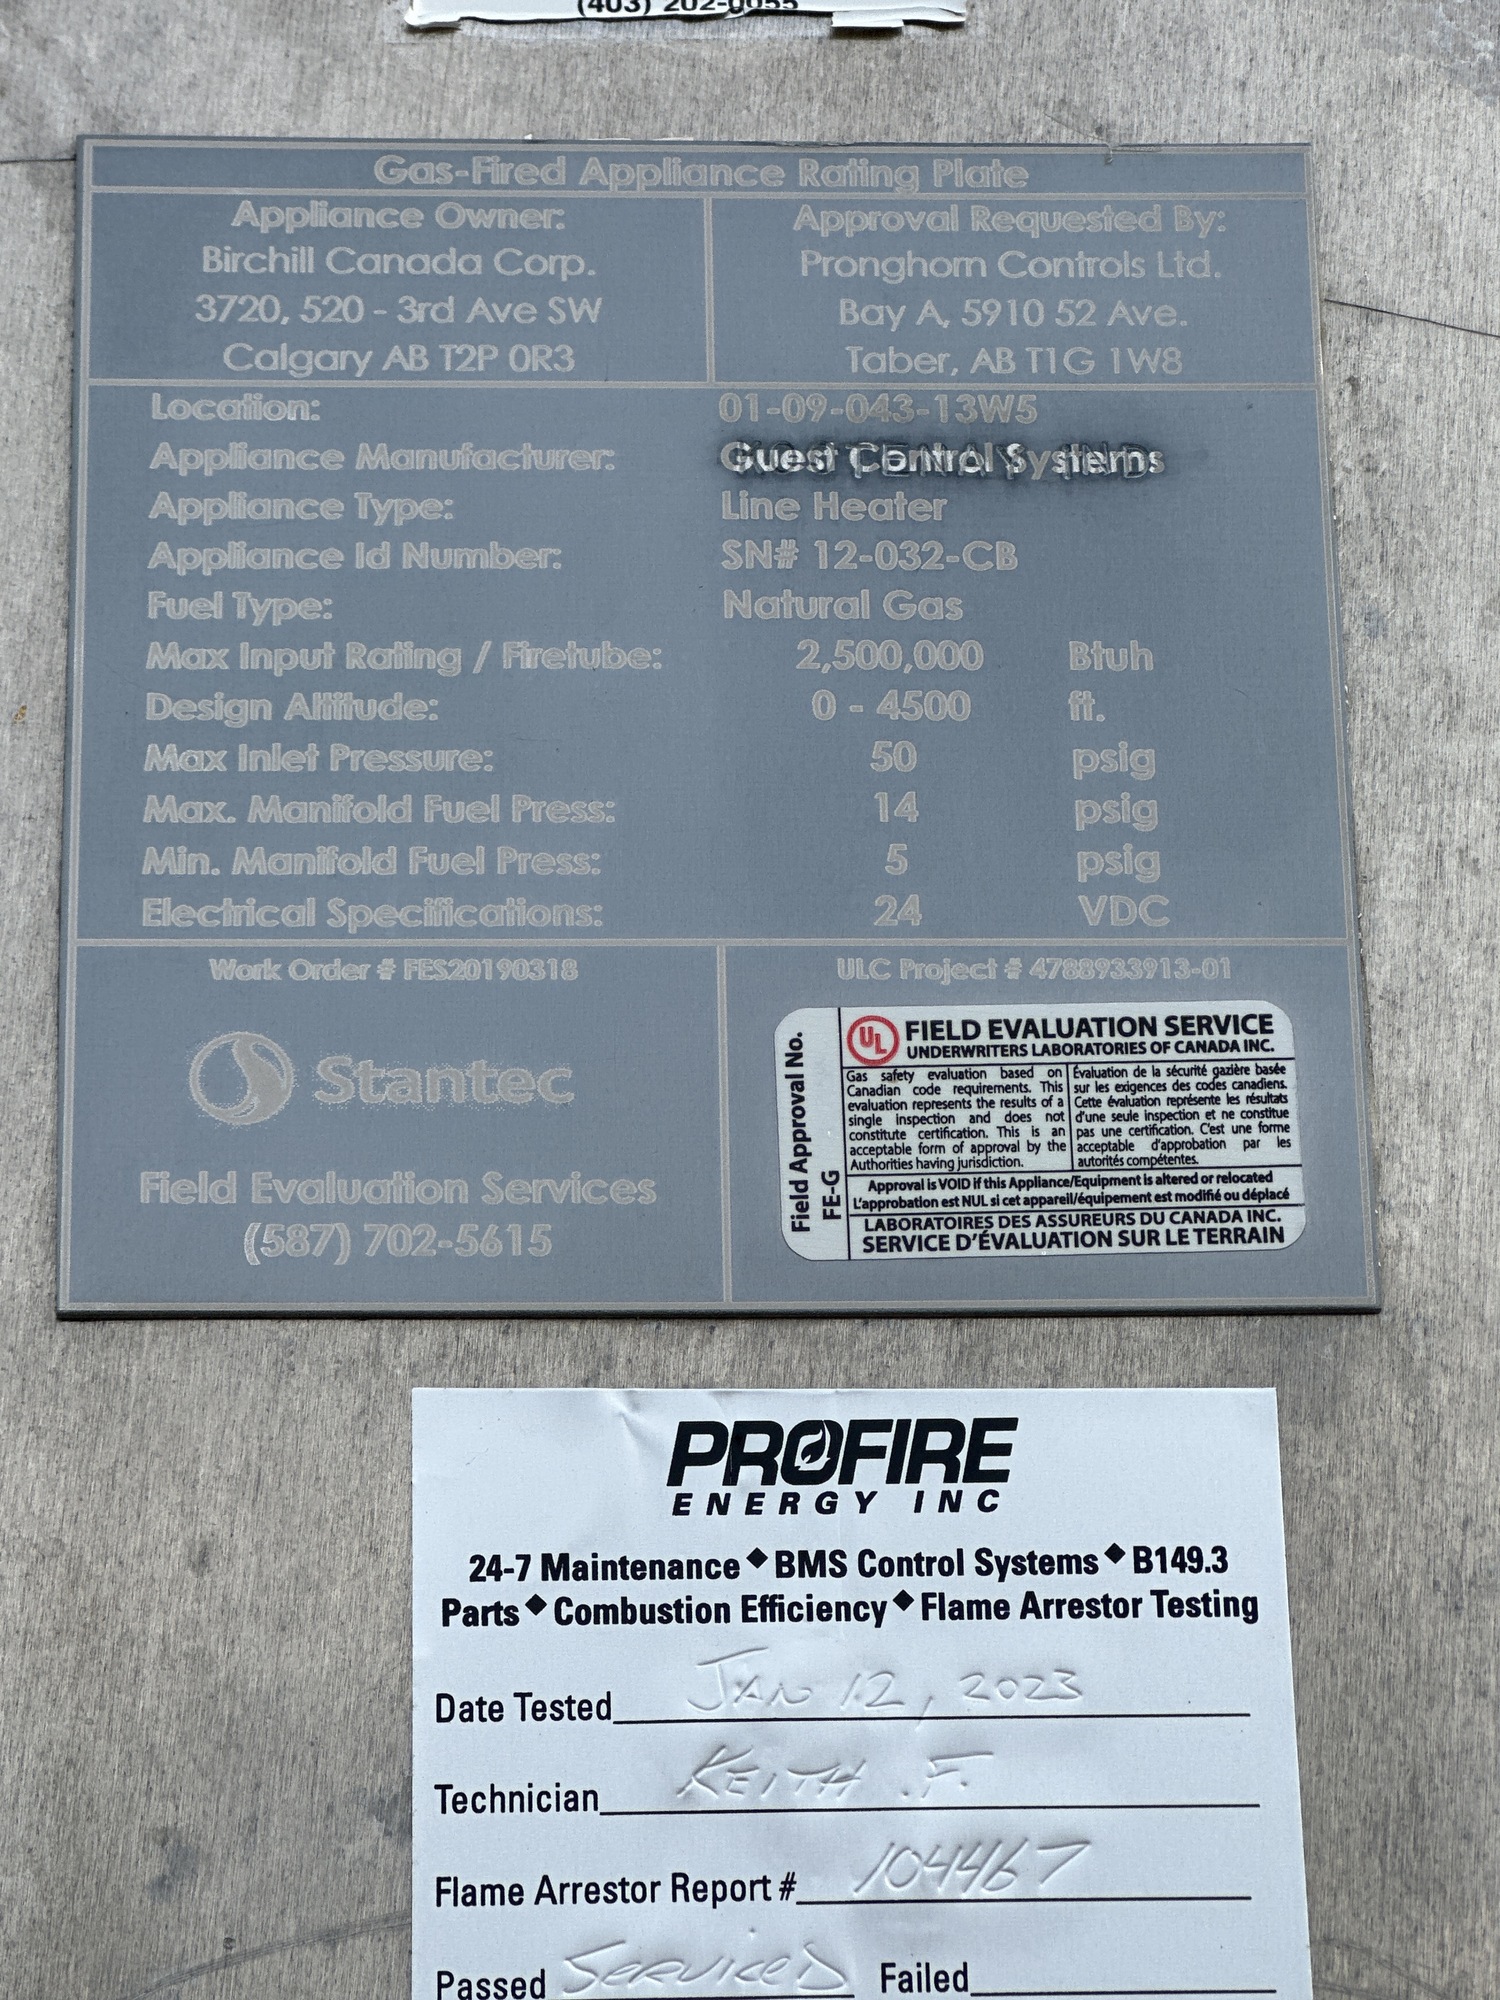 (403) 202-0055
Gas-Fired Appliance Rating Plate
Appliance Owner:
Birchill Canada Corp.
3720, 520 - 3rd Ave SW
Calgary AB T2P 0R3
Approval Requested By:
Pronghorn Controls Ltd.
Bay A, 5910 52 Ave.
Taber, AB T1G 1W8
Location: 01-09-043-13W5
Appliance Manufacturer: Guest Control Systems
Appliance Type: Line Heater
Appliance Id Number: SN# 12-032-CB
Fuel Type: Natural Gas
Max Input Rating / Firetube: 2,500,000 Btuh
Design Altitude: 0 - 4500 ft.
Max Inlet Pressure: 50 psig
Max. Manifold Fuel Press: 14 psig
Min. Manifold Fuel Press: 5 psig
Electrical Specifications: 24 VDC
Work Order # FES20190318
Stantec
Field Evaluation Services
(587) 702-5615
ULC Project # 4788933913-01
Field Approval No.
FE-G
UL
FIELD EVALUATION SERVICE
UNDERWRITERS LABORATORIES OF CANADA INC.
Gas safety evaluation based on
Canadian code requirements. This
evaluation represents the results of a
single inspection and does not
constitute certification. This is an
acceptable form of approval by the
Authorities having jurisdiction.
Évaluation de la sécurité gazière basée
sur les exigences des codes canadiens.
Cette évaluation représente les résultats
d'une seule inspection et ne constitue
pas une certification. C'est une forme
acceptable d'approbation par les
autorités compétentes.
Approval is VOID if this Appliance/Equipment is altered or relocated
L'approbation est NUL si cet appareil/équipement est modifié ou déplacé
LABORATOIRES DES ASSUREURS DU CANADA INC.
SERVICE D'ÉVALUATION SUR LE TERRAIN
PROFIRE
ENERGY INC
24-7 Maintenance ◆ BMS Control Systems ◆ B149.3
Parts ◆ Combustion Efficiency ◆ Flame Arrestor Testing
Date Tested JAN 12, 2023
Technician KEITH .F.
Flame Arrestor Report # 104467
Passed SERVICED Failed